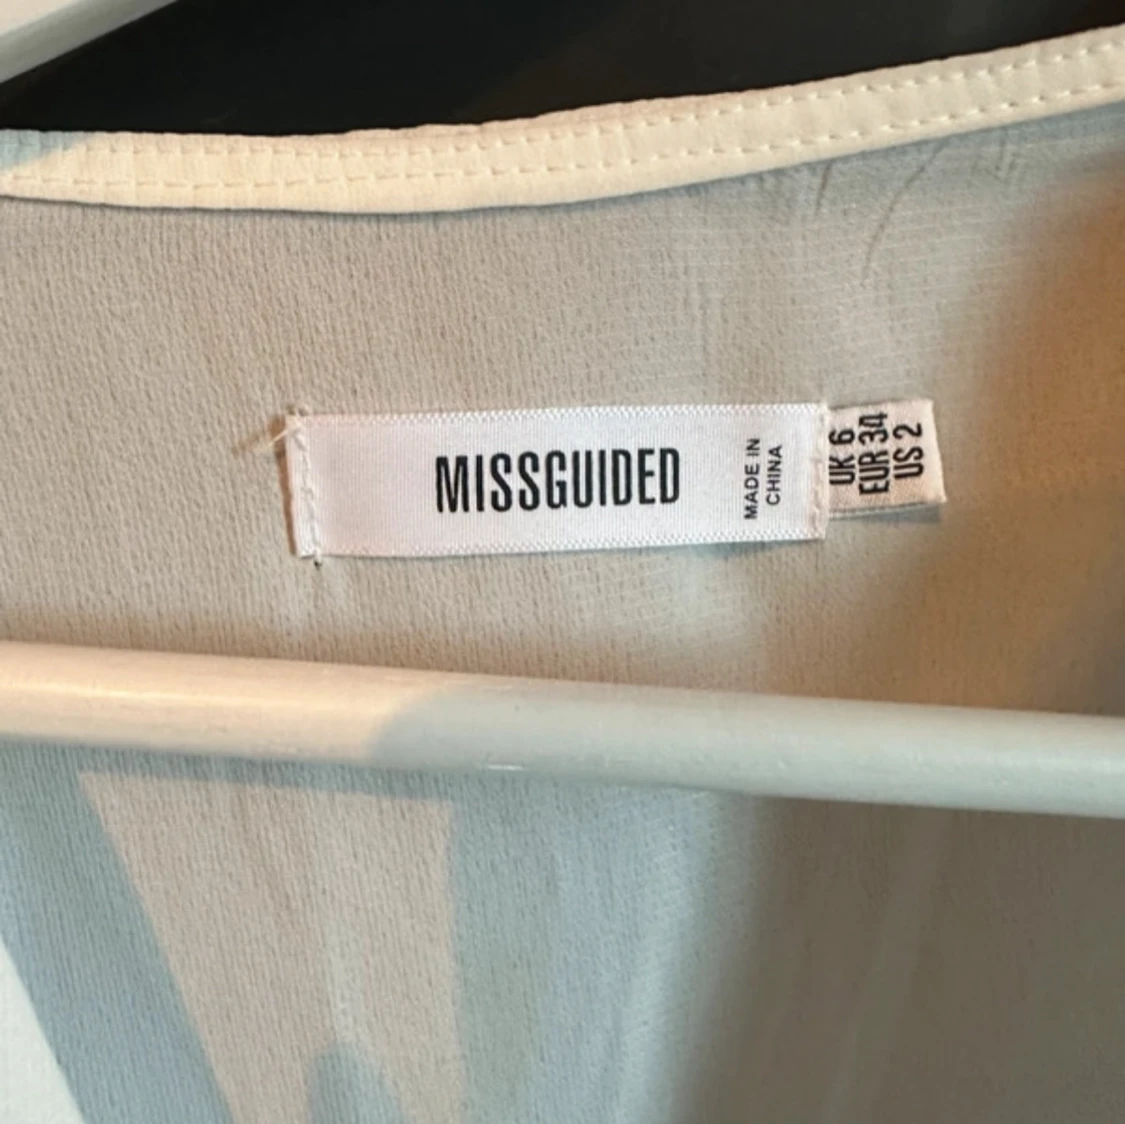 MISSGUIDED
MADE IN
CHINA
UK 6
EUR 34
US 2